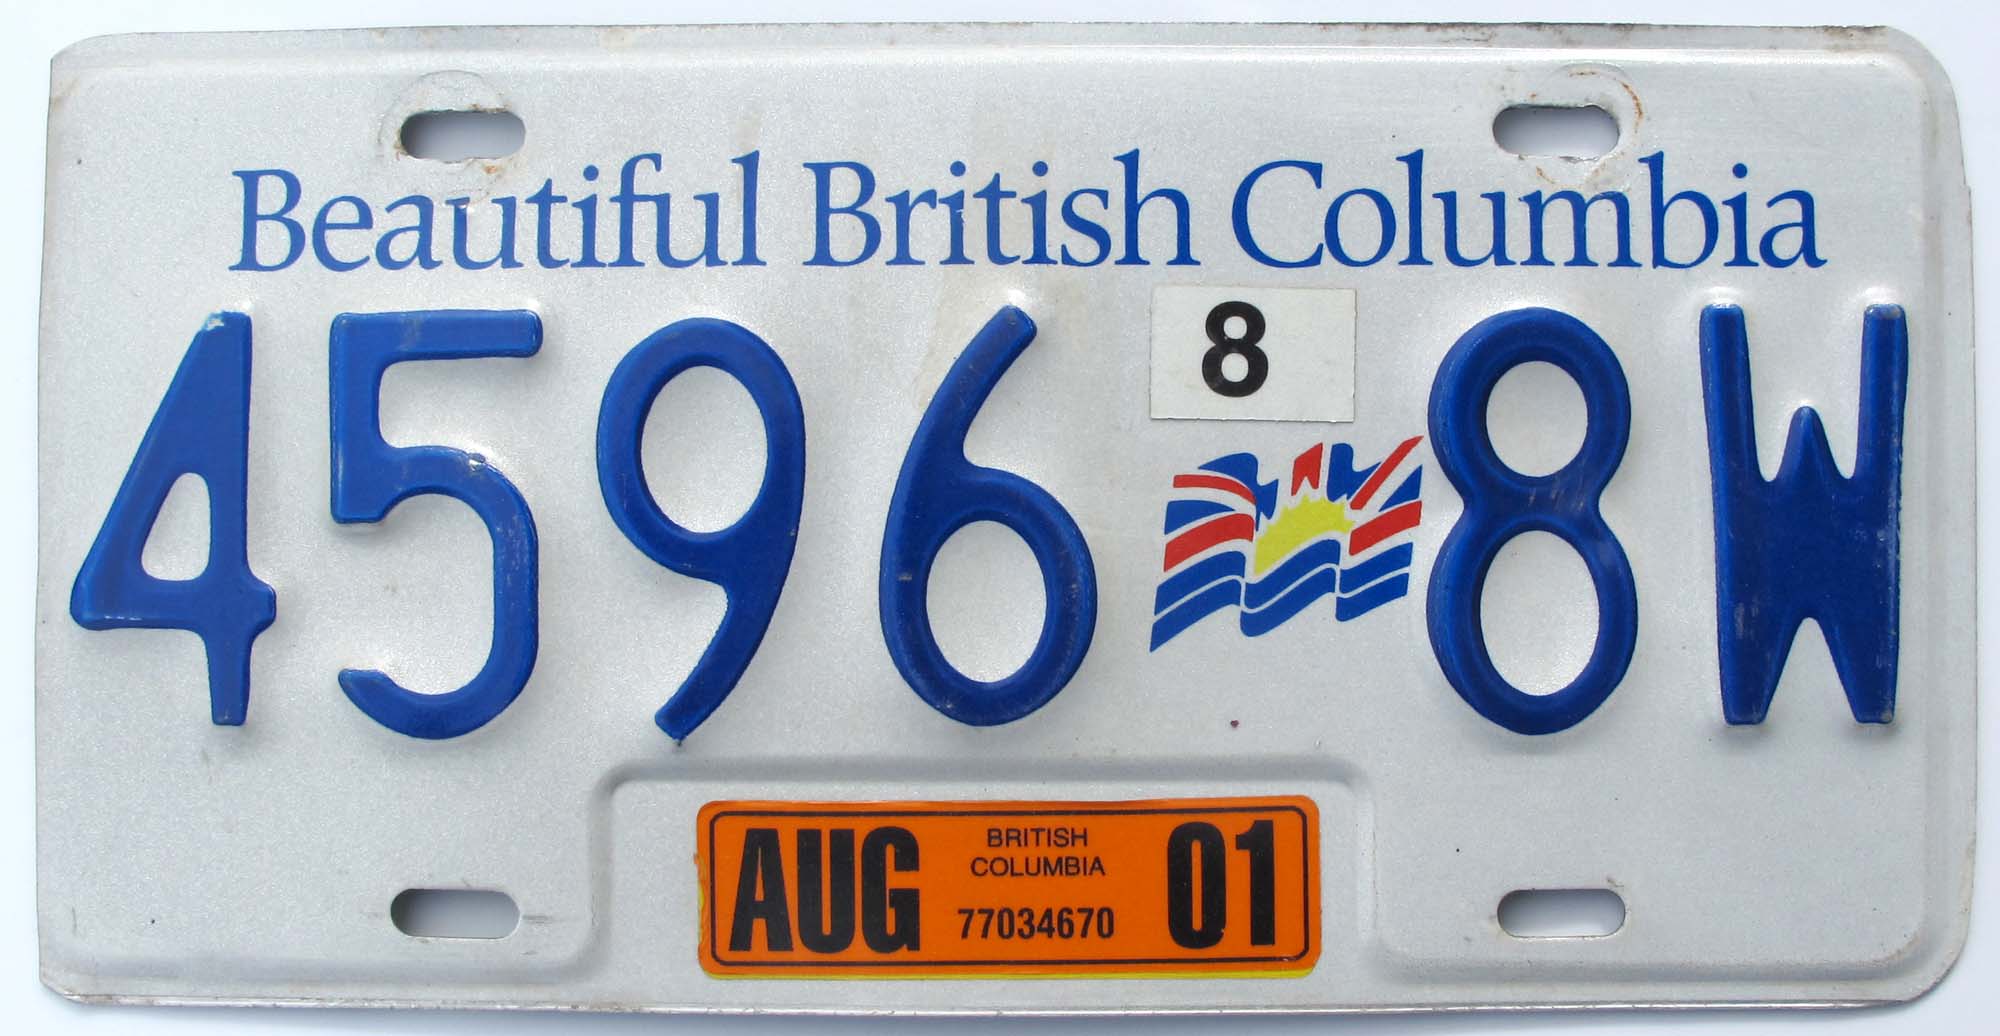 Beautiful British Columbia
8
4596 8W
AUG BRITISH COLUMBIA 01
77034670